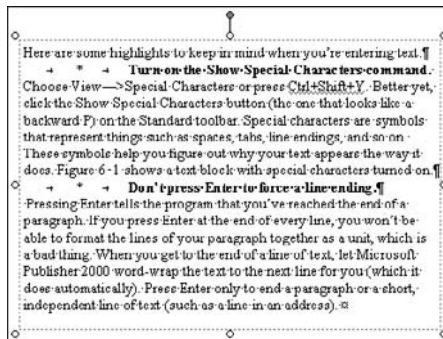 Here are some highlights to keep in mind when you're entering text.¶
→ * → Turn on the Show Special Characters command.
Choose View—>Special Characters or press Ctrl+Shift+Y. Better yet,
click the Show Special Characters button (the one that looks like a
backward P) on the Standard toolbar. Special characters are symbols
that represent things such as spaces, tabs, line endings, and so on.
These symbols help you figure out why your text appears the way it
does. Figure 6-1 shows a text block with special characters turned on.¶
→ * → Don't press Enter to force a line ending.¶
Pressing Enter tells the program that you've reached the end of a
paragraph. If you press Enter at the end of every line, you won't be
able to format the lines of your paragraph together as a unit, which is
a bad thing. When you get to the end of a line of text, let Microsoft
Publisher 2000 word-wrap the text to the next line for you (which it
does automatically). Press Enter only to end a paragraph or a short,
independent line of text (such as a line in an address).¤